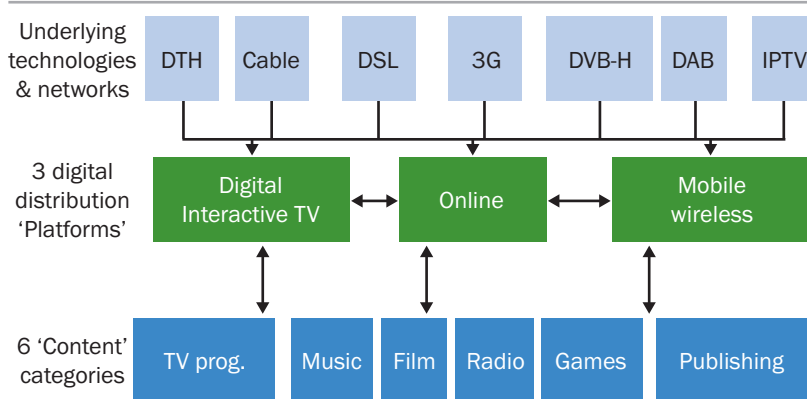 Underlying
technologies
& networks
DTH
Cable
DSL
3G
DVB-H
DAB
IPTV
3 digital
distribution
‘Platforms’
Digital
Interactive TV
Online
Mobile
wireless
6 ‘Content’
categories
TV prog.
Music
Film
Radio
Games
Publishing